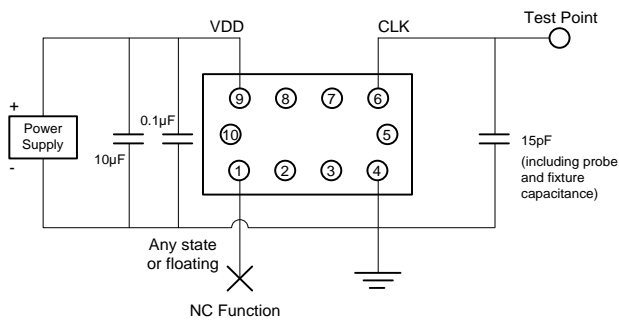 Test Point
VDD
CLK
+
Power
Supply
-
10µF
0.1µF
9
8
7
6
10
5
1
2
3
4
15pF
(including probe
and fixture
capacitance)
Any state
or floating
NC Function